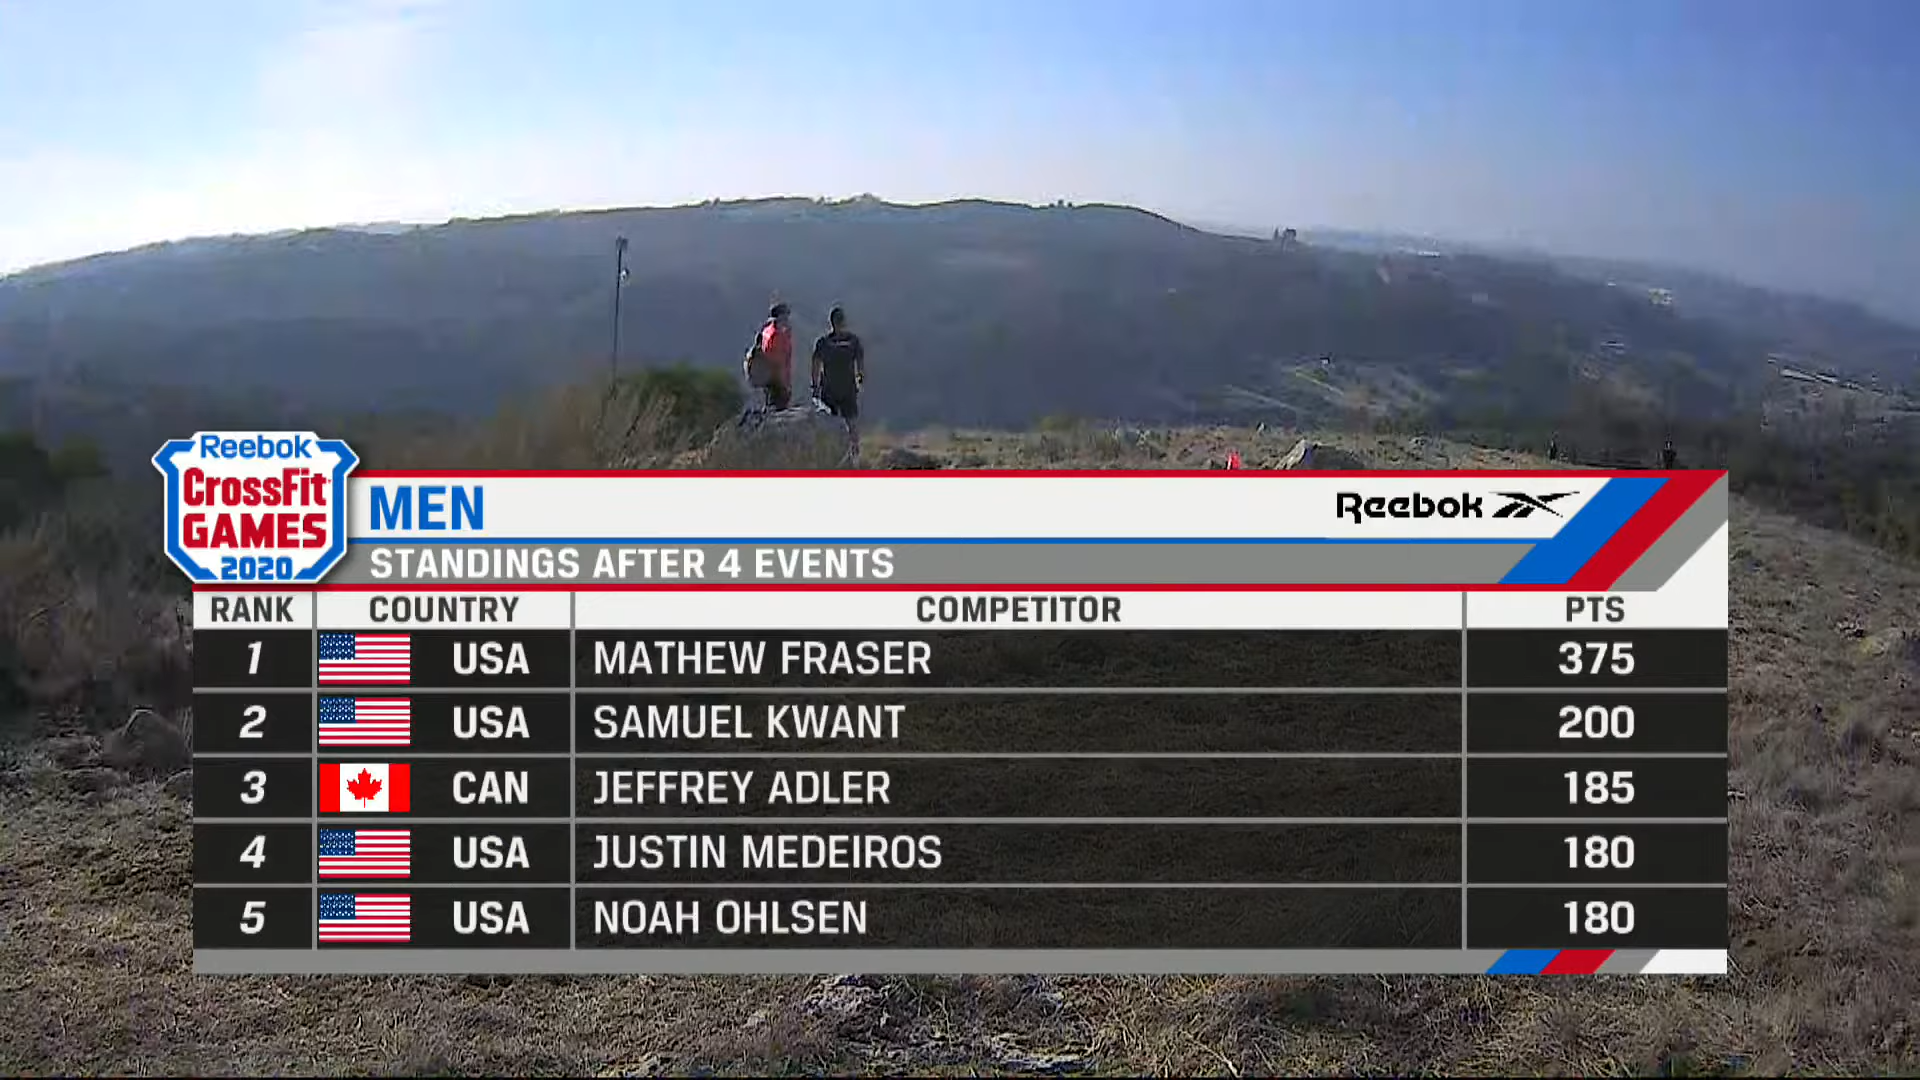 Reebok
CrossFit
GAMES
2020
MEN
Reebok
STANDINGS AFTER 4 EVENTS
RANK COUNTRY COMPETITOR PTS
1 USA MATHEW FRASER 375
2 USA SAMUEL KWANT 200
3 CAN JEFFREY ADLER 185
4 USA JUSTIN MEDEIROS 180
5 USA NOAH OHLSEN 180